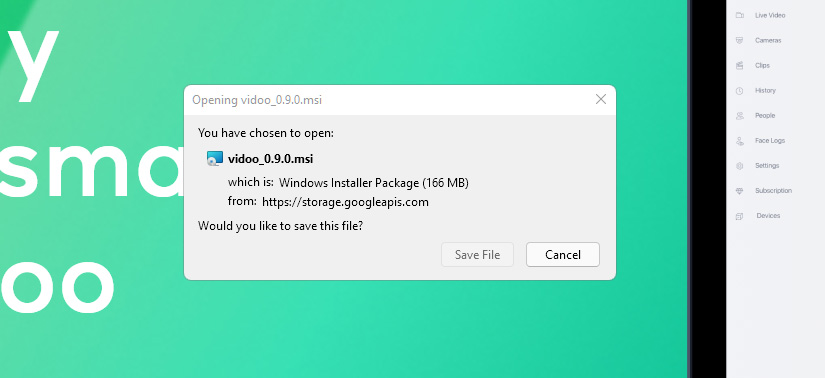 y
sma
oo
Opening vidoo_0.9.0.msi
You have chosen to open:
vidoo_0.9.0.msi
which is: Windows Installer Package (166 MB)
from: https://storage.googleapis.com
Would you like to save this file?
Save File
Cancel
Live Video
Cameras
Clips
History
People
Face Logs
Settings
Subscription
Devices